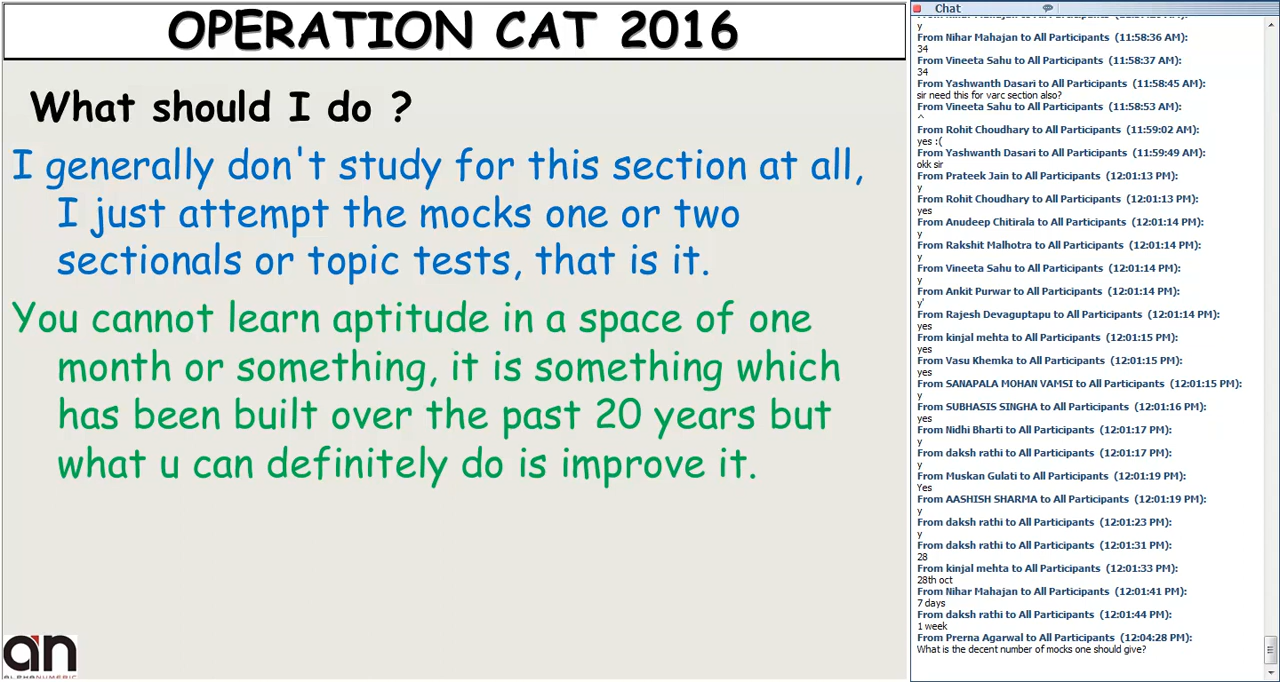 OPERATION CAT 2016
What should I do ?
I generally don't study for this section at all,
I just attempt the mocks one or two
sectionals or topic tests, that is it.
You cannot learn aptitude in a space of one
month or something, it is something which
has been built over the past 20 years but
what u can definitely do is improve it.
an
ALPHANUMERIC
Chat
y
From Nihar Mahajan to All Participants (11:58:36 AM):
34
From Vineeta Sahu to All Participants (11:58:37 AM):
34
From Yashwanth Dasari to All Participants (11:58:45 AM):
sir need this for varc section also?
From Vineeta Sahu to All Participants (11:58:53 AM):
^
From Rohit Choudhary to All Participants (11:59:02 AM):
yes :(
From Yashwanth Dasari to All Participants (11:59:49 AM):
okk sir
From Prateek Jain to All Participants (12:01:13 PM):
y
From Rohit Choudhary to All Participants (12:01:13 PM):
yes
From Anudeep Chitirala to All Participants (12:01:14 PM):
y
From Rakshit Malhotra to All Participants (12:01:14 PM):
y
From Vineeta Sahu to All Participants (12:01:14 PM):
y
From Ankit Purwar to All Participants (12:01:14 PM):
y'
From Rajesh Devaguptapu to All Participants (12:01:14 PM):
yes
From kinjal mehta to All Participants (12:01:15 PM):
yes
From Vasu Khemka to All Participants (12:01:15 PM):
yes
From SANAPALA MOHAN VAMSI to All Participants (12:01:15 PM):
y
From SUBHASIS SINGHA to All Participants (12:01:16 PM):
yes
From Nidhi Bharti to All Participants (12:01:17 PM):
y
From daksh rathi to All Participants (12:01:17 PM):
y
From Muskan Gulati to All Participants (12:01:19 PM):
Yes
From AASHISH SHARMA to All Participants (12:01:19 PM):
y
From daksh rathi to All Participants (12:01:23 PM):
y
From daksh rathi to All Participants (12:01:31 PM):
28
From kinjal mehta to All Participants (12:01:33 PM):
28th oct
From Nihar Mahajan to All Participants (12:01:41 PM):
7 days
From daksh rathi to All Participants (12:01:44 PM):
1 week
From Prerna Agarwal to All Participants (12:04:28 PM):
What is the decent number of mocks one should give?